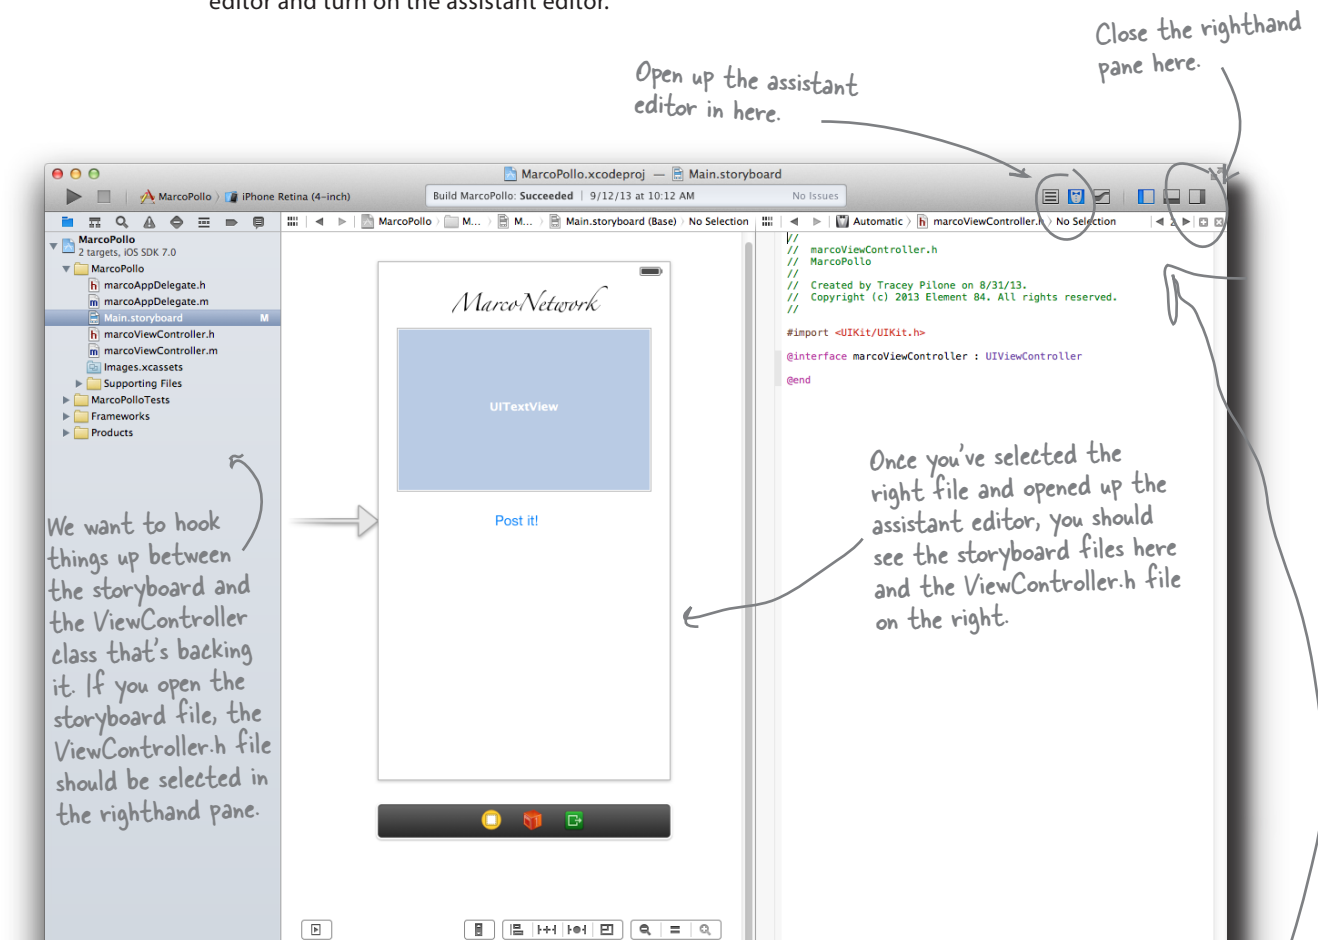 editor and turn on the assistant editor.
Close the righthand
pane here.
Open up the assistant
editor in here.
MarcoPollo.xcodeproj — Main.storyboard
MarcoPollo 〉 iPhone Retina (4-inch)
Build MarcoPollo: Succeeded | 9/12/13 at 10:12 AM
No Issues
MarcoPollo 〉 M... 〉 M... 〉 Main.storyboard (Base) 〉 No Selection
Automatic 〉 h marcoViewController.h 〉 No Selection
2
MarcoPollo
2 targets, iOS SDK 7.0
MarcoPollo
h marcoAppDelegate.h
m marcoAppDelegate.m
Main.storyboard M
h marcoViewController.h
m marcoViewController.m
Images.xcassets
Supporting Files
MarcoPolloTests
Frameworks
Products
MarcoNetwork
UITextView
Post it!
//
// marcoViewController.h
// MarcoPollo
//
// Created by Tracey Pilone on 8/31/13.
// Copyright (c) 2013 Element 84. All rights reserved.
//
#import <UIKit/UIKit.h>
@interface marcoViewController : UIViewController
@end
We want to hook
things up between
the storyboard and
the ViewController
class that's backing
it. If you open the
storyboard file, the
ViewController.h file
should be selected in
the righthand pane.
Once you've selected the
right file and opened up the
assistant editor, you should
see the storyboard files here
and the ViewController.h file
on the right.